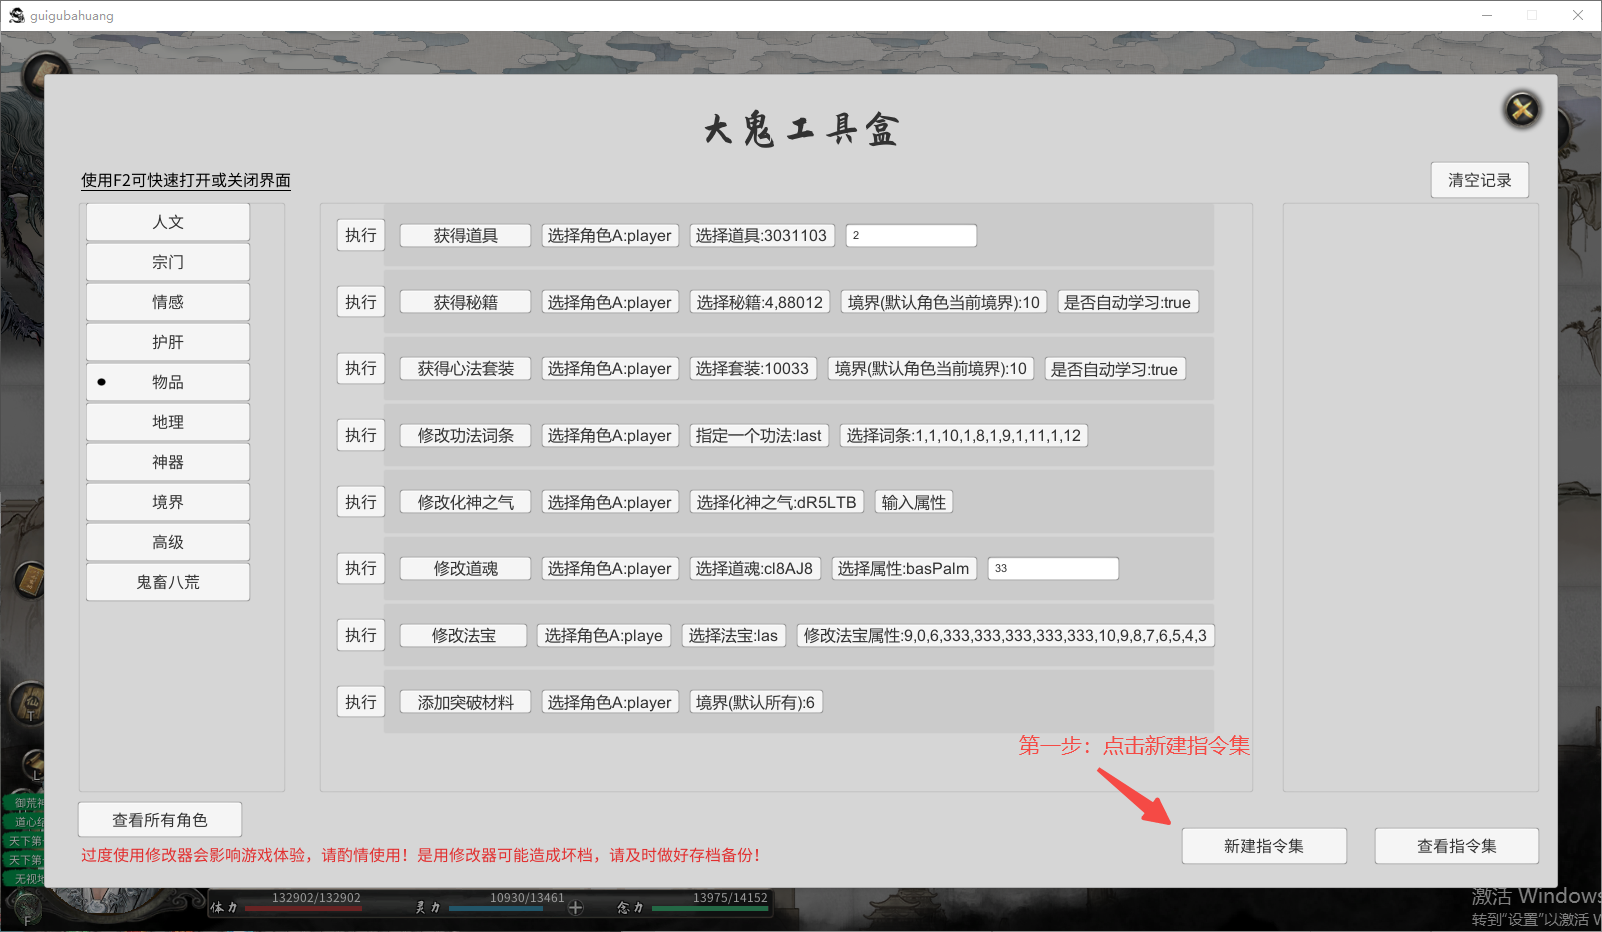 guigubahuang
大鬼工具盒
使用F2可快速打开或关闭界面
清空记录
人文
宗门
情感
护肝
物品
地理
神器
境界
高级
鬼畜八荒
执行 获得道具 选择角色A:player 选择道具:3031103 2
执行 获得秘籍 选择角色A:player 选择秘籍:4,88012 境界(默认角色当前境界):10 是否自动学习:true
执行 获得心法套装 选择角色A:player 选择套装:10033 境界(默认角色当前境界):10 是否自动学习:true
执行 修改功法词条 选择角色A:player 指定一个功法:last 选择词条:1,1,10,1,8,1,9,1,11,1,12
执行 修改化神之气 选择角色A:player 选择化神之气:dR5LTB 输入属性
执行 修改道魂 选择角色A:player 选择道魂:cl8AJ8 选择属性:basPalm 33
执行 修改法宝 选择角色A:playe 选择法宝:las 修改法宝属性:9,0,6,333,333,333,333,333,10,9,8,7,6,5,4,3
执行 添加突破材料 选择角色A:player 境界(默认所有):6
第一步：点击新建指令集
查看所有角色
新建指令集
查看指令集
过度使用修改器会影响游戏体验，请酌情使用！是用修改器可能造成坏档，请及时做好存档备份！
T
L
御荒神
道心结
天下第一
天下第一
无视地
F
体力 132902/132902
灵力 10930/13461
念力 13975/14152
激活 Windows
转到"设置"以激活 W